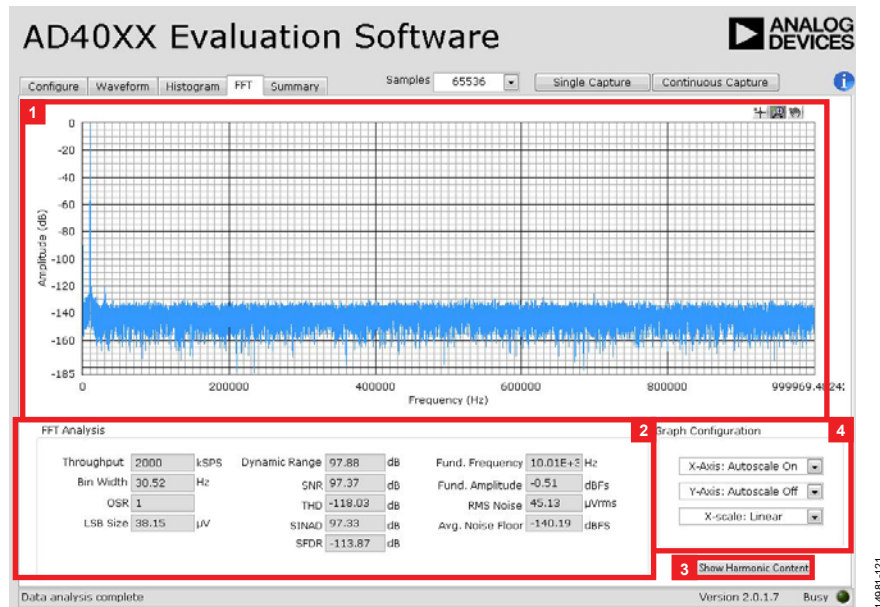 AD40XX Evaluation Software
ANALOG DEVICES
Configure Waveform Histogram FFT Summary Samples 65536 Single Capture Continuous Capture i
1
0
-20
-40
-60
-80
-100
-120
-140
-160
-185
Amplitude (dB)
0 200000 400000 600000 800000
Frequency (Hz)
FFT Analysis 2 Graph Configuration 4
Throughput 2000 kSPS Dynamic Range 97.88 dB Fund. Frequency 10.01E+3 Hz X-Axis: Autoscale On
Bin Width 30.52 Hz SNR 97.37 dB Fund. Amplitude -0.51 dBFs Y-Axis: Autoscale Off
OSR 1 THD -118.03 dB RMS Noise 45.13 µVrms X-scale: Linear
LSB Size 38.15 µV SINAD 97.33 dB Avg. Noise Floor -140.19 dBFS
SFDR -113.87 dB
3 Show Harmonic Content
Data analysis complete Version 2.0.1.7 Busy
14981-121